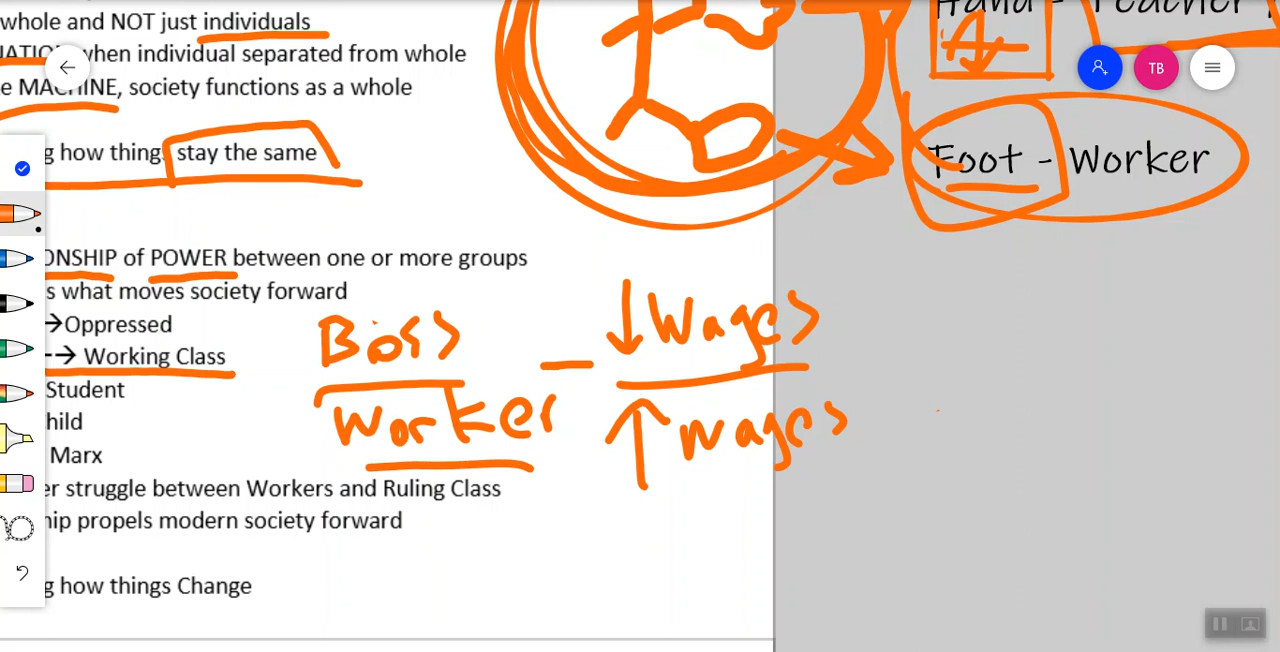 whole and NOT just individuals
when individual separated from whole
e MACHINE, society functions as a whole
g how things stay the same
ONSHIP of POWER between one or more groups
s what moves society forward
→Oppressed
→ Working Class
Student
hild
Marx
er struggle between Workers and Ruling Class
hip propels modern society forward
g how things Change
Boss
Worker
↓ Wages
↑ Wages
Hand - Teacher
TB
Foot - Worker